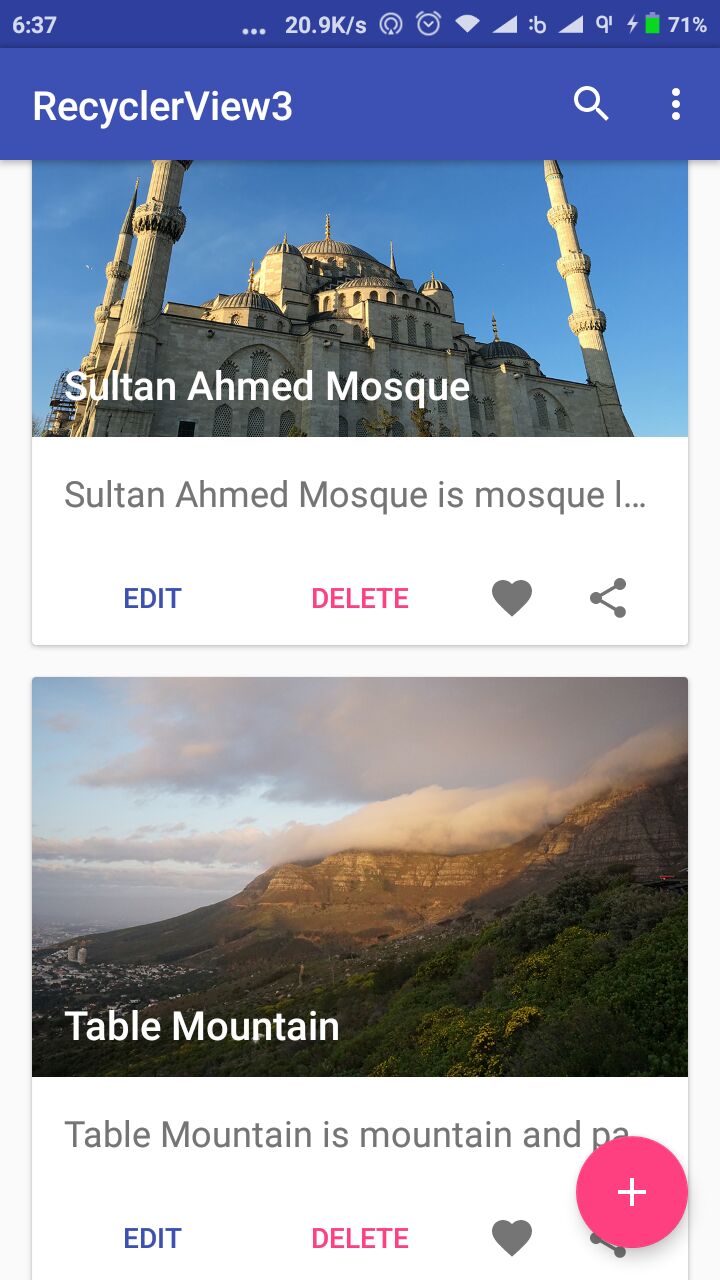 6:37 ... 20.9K/s 71%
RecyclerView3
Sultan Ahmed Mosque
Sultan Ahmed Mosque is mosque l...
EDIT DELETE
Table Mountain
Table Mountain is mountain and pa
EDIT DELETE